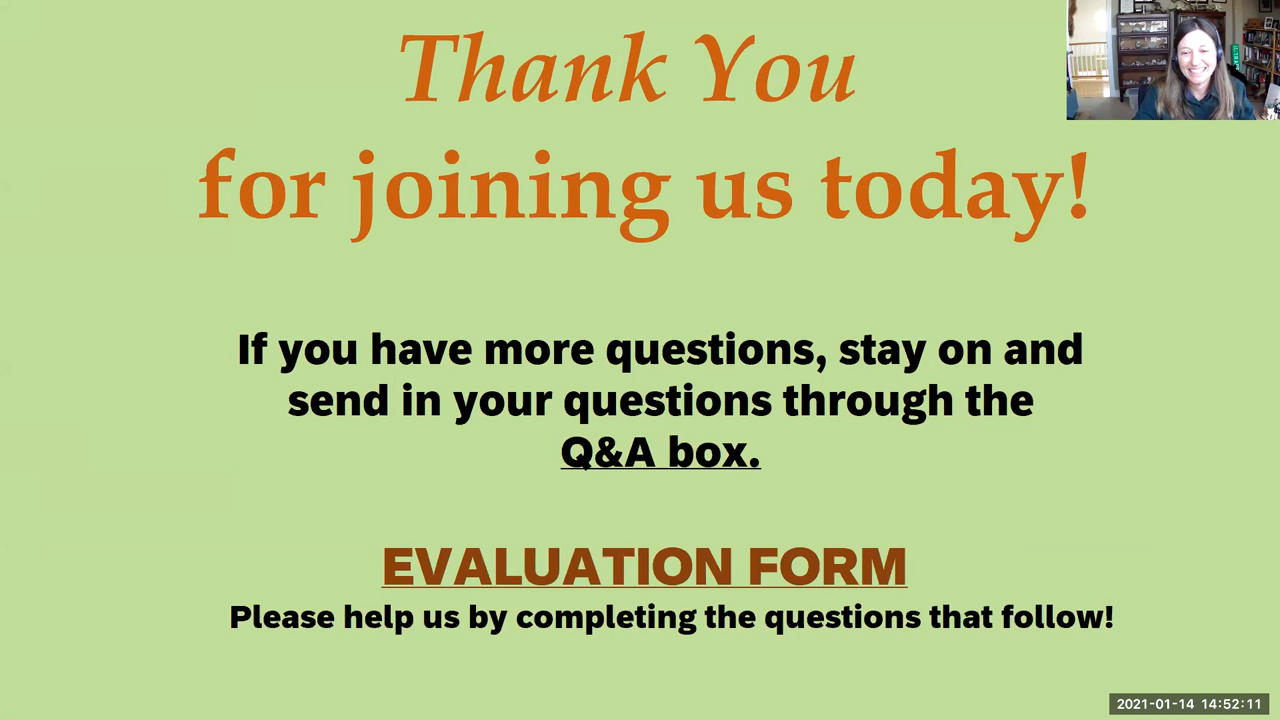 Thank You
for joining us today!
If you have more questions, stay on and
send in your questions through the
Q&A box.
EVALUATION FORM
Please help us by completing the questions that follow!
2021-01-14 14:52:11